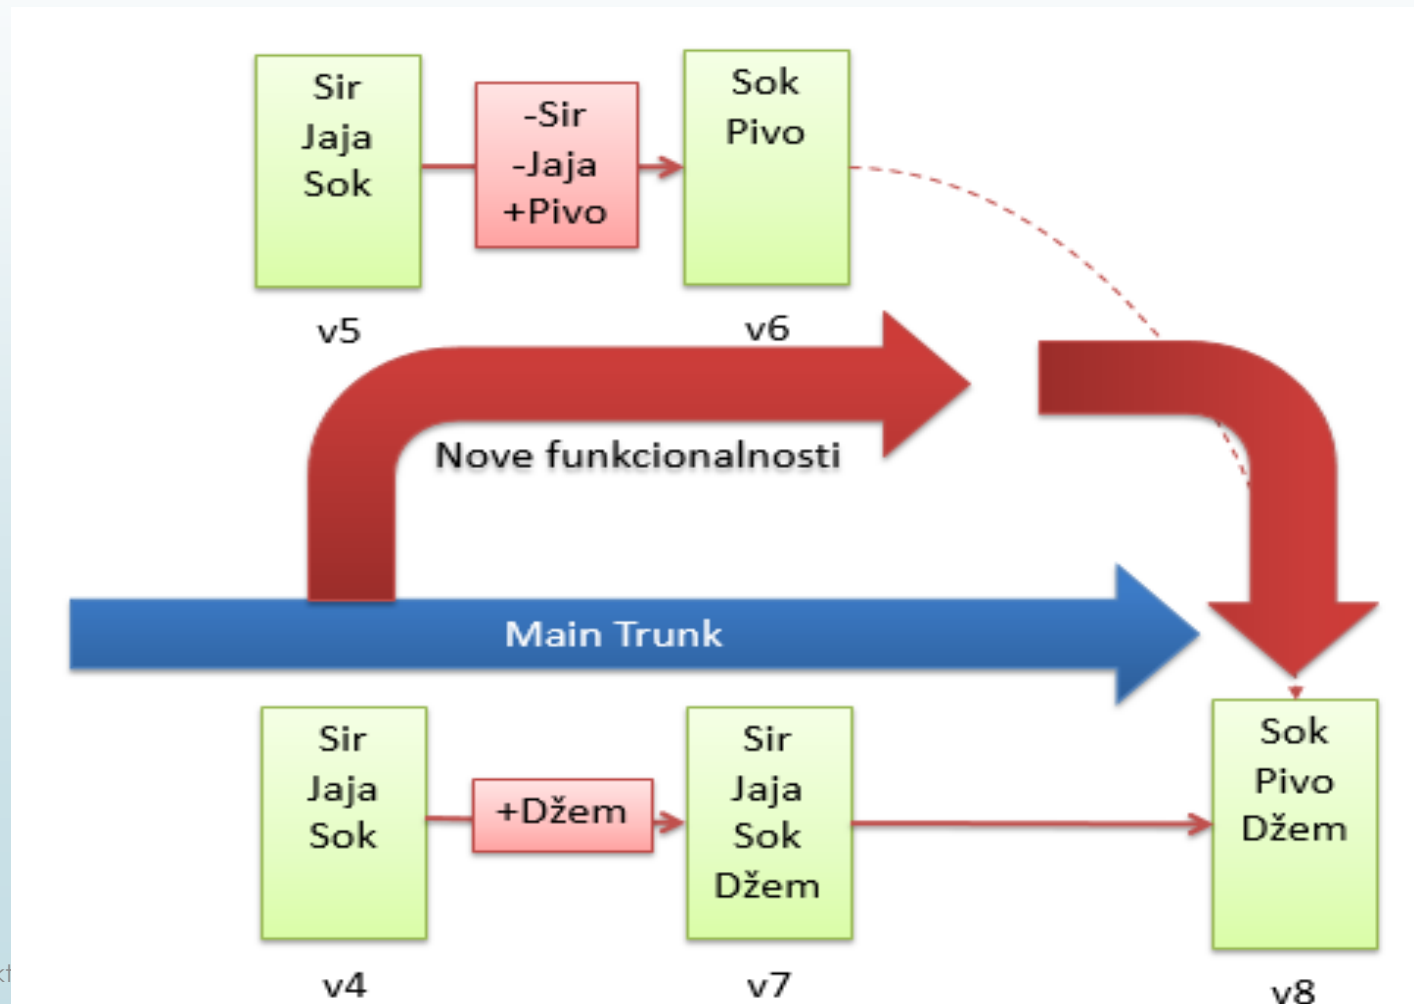 Sir
Jaja
Sok
-Sir
-Jaja
+Pivo
Sok
Pivo
v5
v6
Nove funkcionalnosti
Main Trunk
Sir
Jaja
Sok
+Džem
Sir
Jaja
Sok
Džem
Sok
Pivo
Džem
v4
v7
v8